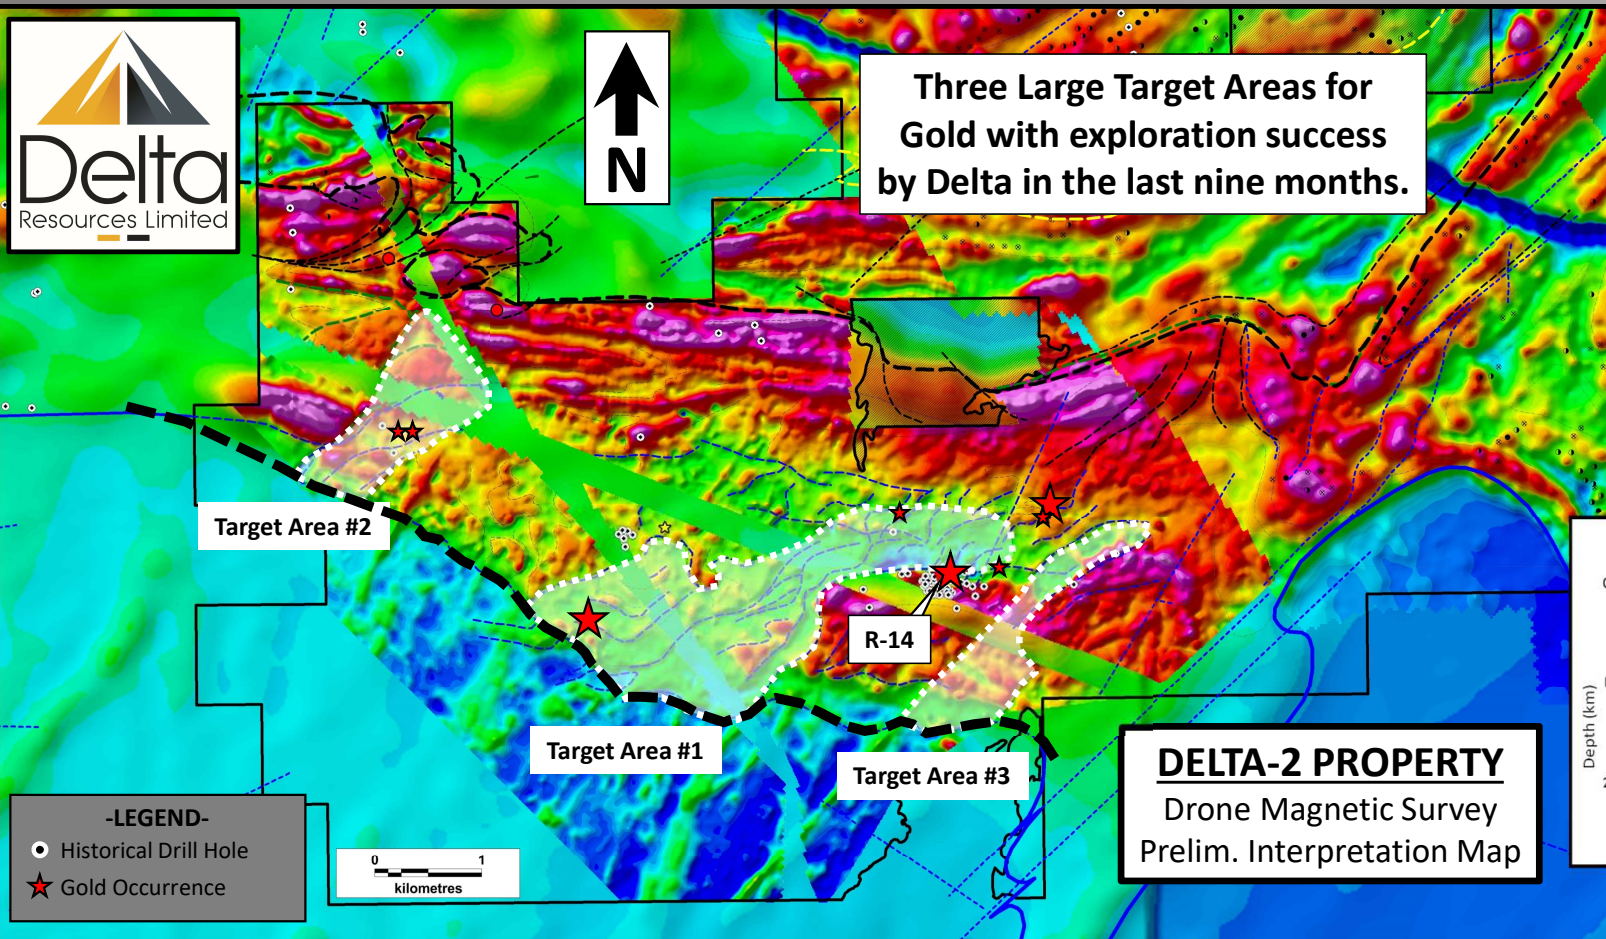 Delta
Resources Limited
N
Three Large Target Areas for
Gold with exploration success
by Delta in the last nine months.
Target Area #2
R-14
Target Area #1
Target Area #3
DELTA-2 PROPERTY
Drone Magnetic Survey
Prelim. Interpretation Map
-LEGEND-
Historical Drill Hole
Gold Occurrence
0 1
kilometres
Depth (km)